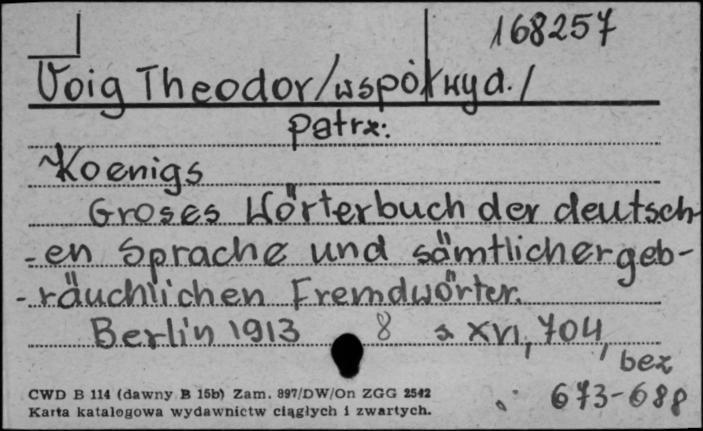 168257
Voig Theodor/współwyd./
Patrz:
Koenigs
Groses Wörterbuch der deutsch-
-en Sprache und sämtlicher geb-
-räuchlichen Fremdwörter.
Berlin 1913 8 s XVI, 704,
bez
673-688
CWD B 114 (dawny B 15b) Zam. 897/DW/On ZGG 2542
Karta katalogowa wydawnictw ciągłych i zwartych.